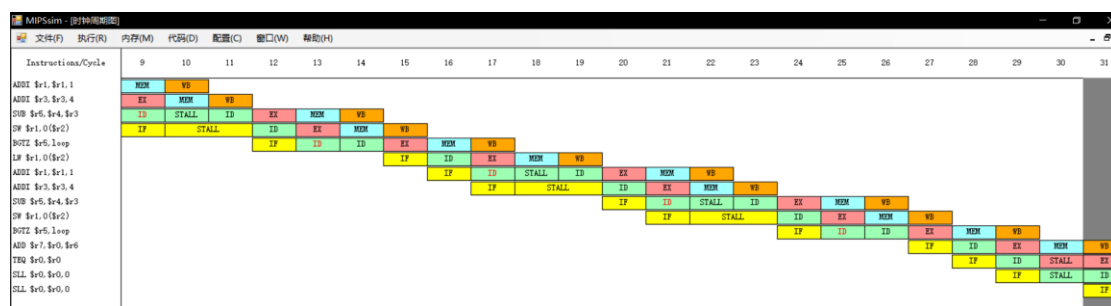 MIPSsim - [时钟周期图]
文件(F) 执行(R) 内存(M) 代码(D) 配置(C) 窗口(W) 帮助(H)
Instructions/Cycle 9 10 11 12 13 14 15 16 17 18 19 20 21 22 23 24 25 26 27 28 29 30 31
ADDI $r1,$r1,1 MEM WB
ADDI $r3,$r3,4 EX MEM WB
SUB $r5,$r4,$r3 ID STALL ID EX MEM WB
SW $r1,0($r2) IF STALL ID EX MEM WB
BGTZ $r5,loop IF ID ID EX MEM WB
LW $r1,0($r2) IF ID EX MEM WB
ADDI $r1,$r1,1 IF ID STALL ID EX MEM WB
ADDI $r3,$r3,4 IF STALL ID EX MEM WB
SUB $r5,$r4,$r3 IF ID STALL ID EX MEM WB
SW $r1,0($r2) IF STALL ID EX MEM WB
BGTZ $r5,loop IF ID ID EX MEM WB
ADD $r7,$r0,$r6 IF ID EX MEM WB
TEQ $r0,$r0 IF ID STALL EX
SLL $r0,$r0,0 IF STALL ID
SLL $r0,$r0,0 IF